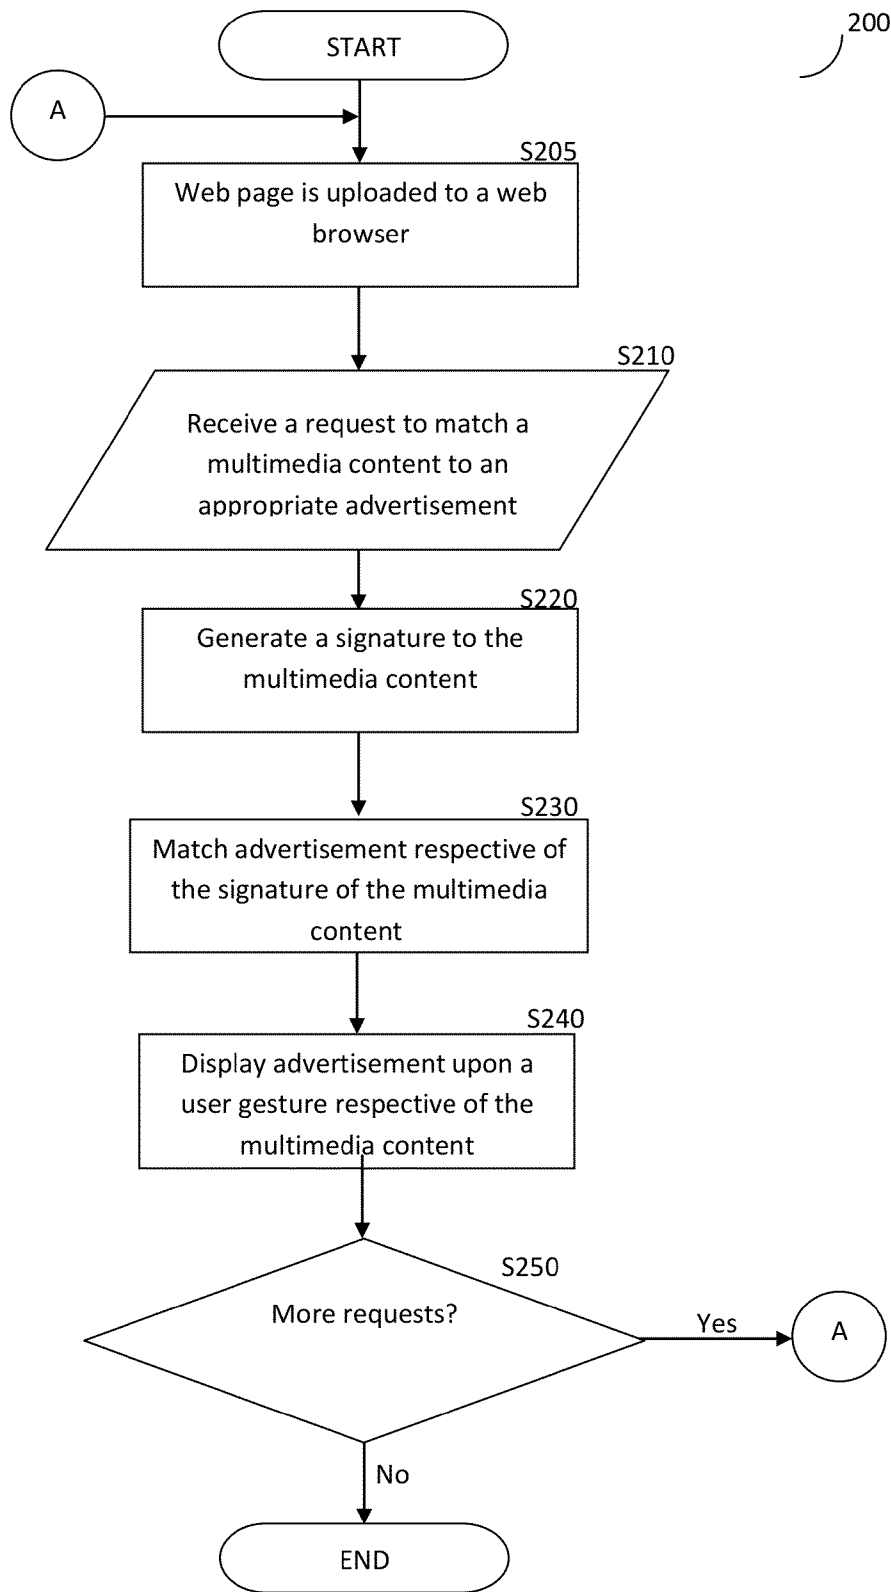 200
START
A
S205
Web page is uploaded to a web
browser
S210
Receive a request to match a
multimedia content to an
appropriate advertisement
S220
Generate a signature to the
multimedia content
S230
Match advertisement respective of
the signature of the multimedia
content
S240
Display advertisement upon a
user gesture respective of the
multimedia content
S250
More requests?
Yes
A
No
END